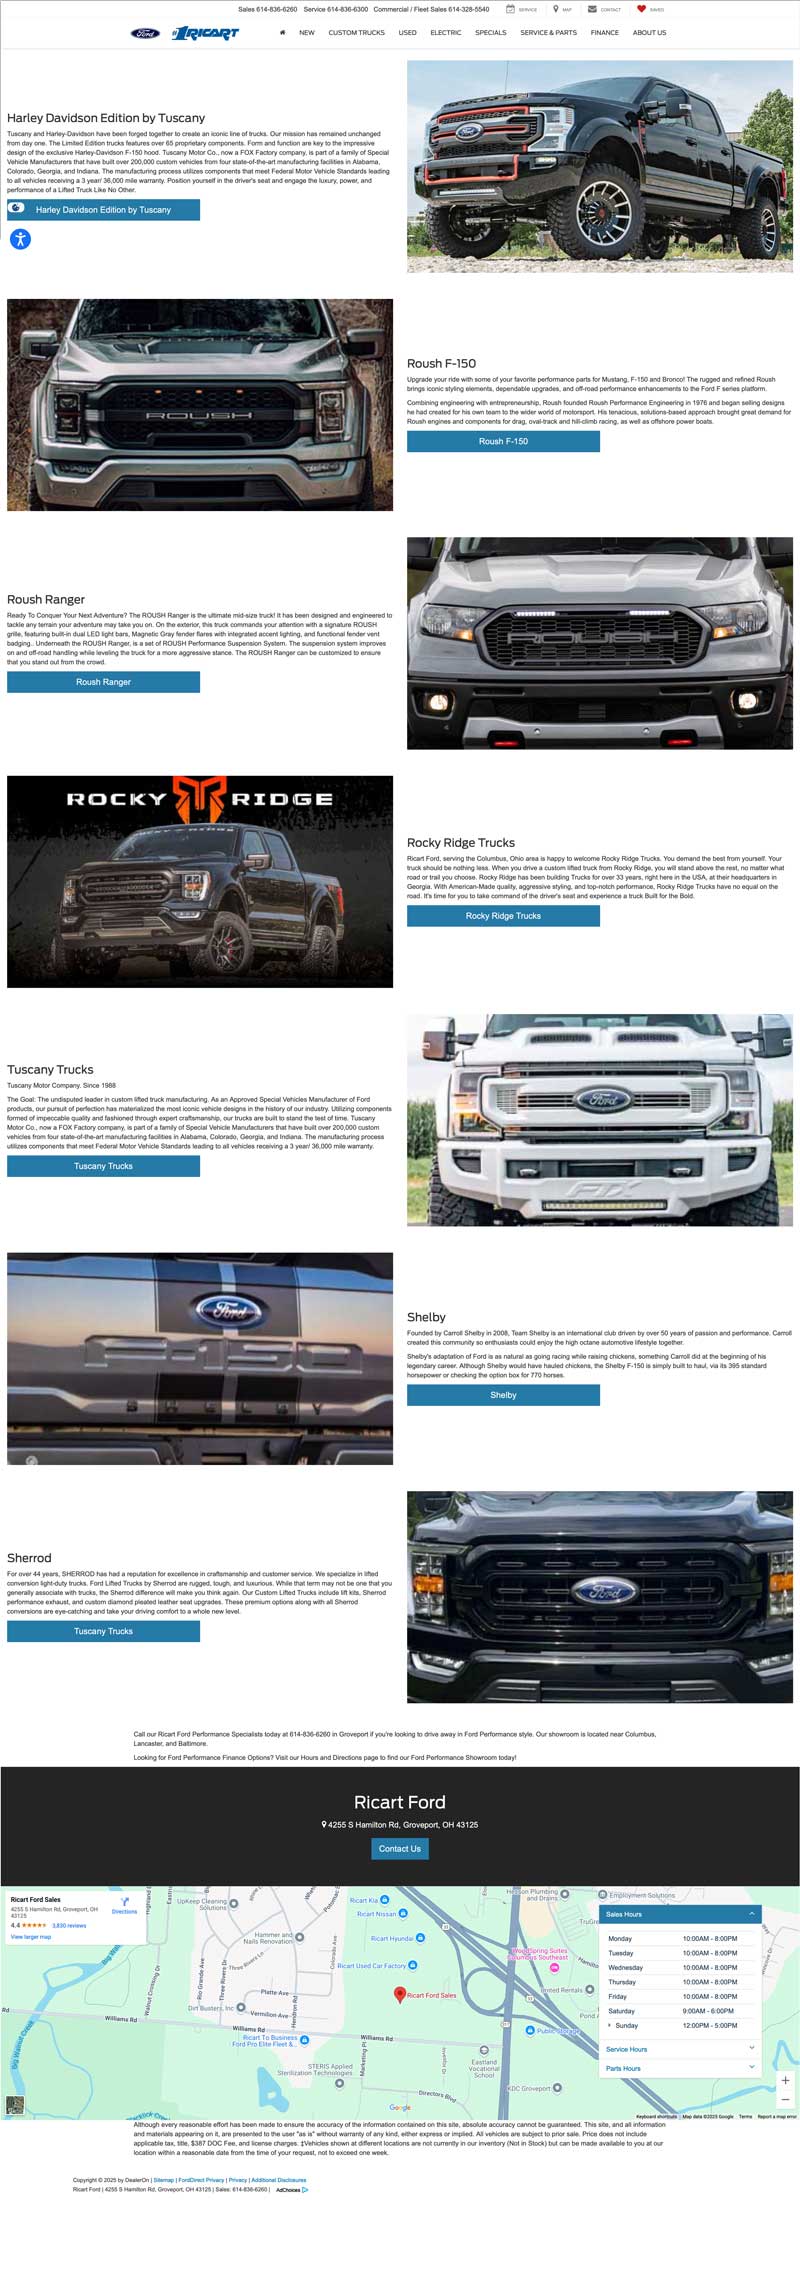 Sales 614-836-6260 Service 614-836-6300 Commercial / Fleet Sales 614-328-5540 SERVICE MAP CONTACT SAVED
Ford #1RICART NEW CUSTOM TRUCKS USED ELECTRIC SPECIALS SERVICE & PARTS FINANCE ABOUT US
Harley Davidson Edition by Tuscany
Tuscany and Harley-Davidson have been forged together to create an iconic line of trucks. Our mission has remained unchanged
from day one. The Limited Edition trucks features over 65 proprietary components. Form and function are key to the impressive
design of the exclusive Harley-Davidson F-150 hood. Tuscany Motor Co., now a FOX Factory company, is part of a family of Special
Vehicle Manufacturers that have built over 200,000 custom vehicles from four state-of-the-art manufacturing facilities in Alabama,
Colorado, Georgia, and Indiana. The manufacturing process utilizes components that meet Federal Motor Vehicle Standards leading
to all vehicles receiving a 3 year/ 36,000 mile warranty. Position yourself in the driver's seat and engage the luxury, power, and
performance of a Lifted Truck Like No Other.
Harley Davidson Edition by Tuscany
Ford
ROUSH
Roush F-150
Upgrade your ride with some of your favorite performance parts for Mustang, F-150 and Bronco! The rugged and refined Roush
brings iconic styling elements, dependable upgrades, and off-road performance enhancements to the Ford F series platform.
Combining engineering with entrepreneurship, Roush founded Roush Performance Engineering in 1976 and began selling designs
he had created for his own team to the wider world of motorsport. His tenacious, solutions-based approach brought great demand for
Roush engines and components for drag, oval-track and hill-climb racing, as well as offshore power boats.
Roush F-150
Roush Ranger
Ready To Conquer Your Next Adventure? The ROUSH Ranger is the ultimate mid-size truck! It has been designed and engineered to
tackle any terrain your adventure may take you on. On the exterior, this truck commands your attention with a signature ROUSH
grille, featuring built-in dual LED light bars, Magnetic Gray fender flares with integrated accent lighting, and functional fender vent
badging.. Underneath the ROUSH Ranger, is a set of ROUSH Performance Suspension System. The suspension system improves
on and off-road handling while leveling the truck for a more aggressive stance. The ROUSH Ranger can be customized to ensure
that you stand out from the crowd.
Roush Ranger
ROUSH
ROCKY RIDGE
ROCKY RIDGE
Rocky Ridge Trucks
Ricart Ford, serving the Columbus, Ohio area is happy to welcome Rocky Ridge Trucks. You demand the best from yourself. Your
truck should be nothing less. When you drive a custom lifted truck from Rocky Ridge, you will stand above the rest, no matter what
road or trail you choose. Rocky Ridge has been building Trucks for over 33 years, right here in the USA, at their headquarters in
Georgia. With American-Made quality, aggressive styling, and top-notch performance, Rocky Ridge Trucks have no equal on the
road. It's time for you to take command of the driver's seat and experience a truck Built for the Bold.
Rocky Ridge Trucks
Tuscany Trucks
Tuscany Motor Company. Since 1988
The Goal: The undisputed leader in custom lifted truck manufacturing. As an Approved Special Vehicles Manufacturer of Ford
products, our pursuit of perfection has materialized the most iconic vehicle designs in the history of our industry. Utilizing components
formed of impeccable quality and fashioned through expert craftsmanship, our trucks are built to stand the test of time. Tuscany
Motor Co., now a FOX Factory company, is part of a family of Special Vehicle Manufacturers that have built over 200,000 custom
vehicles from four state-of-the-art manufacturing facilities in Alabama, Colorado, Georgia, and Indiana. The manufacturing process
utilizes components that meet Federal Motor Vehicle Standards leading to all vehicles receiving a 3 year/ 36,000 mile warranty.
Tuscany Trucks
Ford
FTX
Ford
FORD
SHELBY
Shelby
Founded by Carroll Shelby in 2008, Team Shelby is an international club driven by over 50 years of passion and performance. Carroll
created this community so enthusiasts could enjoy the high octane automotive lifestyle together.
Shelby's adaptation of Ford is as natural as going racing while raising chickens, something Carroll did at the beginning of his
legendary career. Although Shelby would have hauled chickens, the Shelby F-150 is simply built to haul, via its 395 standard
horsepower or checking the option box for 770 horses.
Shelby
Sherrod
For over 44 years, SHERROD has had a reputation for excellence in craftsmanship and customer service. We specialize in lifted
conversion light-duty trucks. Ford Lifted Trucks by Sherrod are rugged, tough, and luxurious. While that term may not be one that you
generally associate with trucks, the Sherrod difference will make you think again. Our Custom Lifted Trucks include lift kits, Sherrod
performance exhaust, and custom diamond pleated leather seat upgrades. These premium options along with all Sherrod
conversions are eye-catching and take your driving comfort to a whole new level.
Tuscany Trucks
Ford
Call our Ricart Ford Performance Specialists today at 614-836-6260 in Groveport if you're looking to drive away in Ford Performance style. Our showroom is located near Columbus,
Lancaster, and Baltimore.
Looking for Ford Performance Finance Options? Visit our Hours and Directions page to find our Ford Performance Showroom today!
Ricart Ford
4255 S Hamilton Rd, Groveport, OH 43125
Contact Us
Ricart Ford Sales
4255 S Hamilton Rd, Groveport, OH
43125
Directions
4.4 3,830 reviews
View larger map
UpKeep Cleaning
Solutions
Hammer and
Nails Renovation
Three Rivers Ln
Three Rivers Dr
Rio Grande Ave
Walnut Crossing Dr
Colorado Ave
Platte Ave
Hendron Rd
Dirt Busters, Inc
Vermilion Ave
Williams Rd
Williams Rd
Williams Rd
Big Walnut Creek
Ricart To Business
Ford Pro Elite Fleet &...
STERIS Applied
Sterilization Technologies
Marketing Pl
Directors Blvd
Ricart Kia
Ricart Nissan
Ricart Hyundai
Ricart Used Car Factory
Ricart Ford Sales
Hesson Plumbing and
Drains
Employment Solutions
WoodSpring Suites
Columbus Southeast
United Rentals
Public Storage
Eastland
Vocational
School
KDC Groveport
Google
Sales Hours
Monday 10:00AM - 8:00PM
Tuesday 10:00AM - 8:00PM
Wednesday 10:00AM - 8:00PM
Thursday 10:00AM - 8:00PM
Friday 10:00AM - 8:00PM
Saturday 9:00AM - 6:00PM
Sunday 12:00PM - 5:00PM
Service Hours
Parts Hours
Keyboard shortcuts Map data ©2025 Google Terms Report a map error
Although every reasonable effort has been made to ensure the accuracy of the information contained on this site, absolute accuracy cannot be guaranteed. This site, and all information
and materials appearing on it, are presented to the user "as is" without warranty of any kind, either express or implied. All vehicles are subject to prior sale. Price does not include
applicable tax, title, $387 DOC Fee, and license charges. ‡Vehicles shown at different locations are not currently in our inventory (Not in Stock) but can be made available to you at our
location within a reasonable date from the time of your request, not to exceed one week.
Copyright © 2025 by DealerOn | Sitemap | FordDirect Privacy | Privacy | Additional Disclosures
Ricart Ford | 4255 S Hamilton Rd, Groveport, OH 43125 | Sales: 614-836-6260 | AdChoices